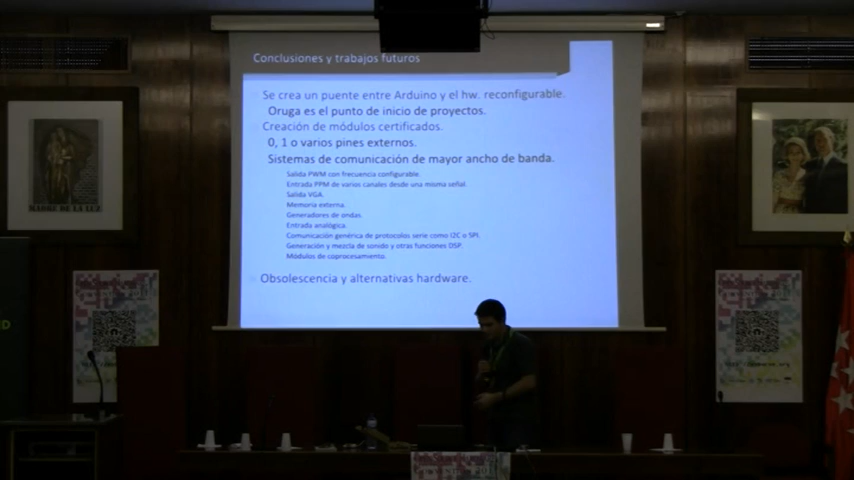 Conclusiones y trabajos futuros
Se crea un puente entre Arduino y el hw. reconfigurable.
Oruga es el punto de inicio de proyectos.
Creación de módulos certificados.
0, 1 o varios pines externos.
Sistemas de comunicación de mayor ancho de banda.
Salida PWM con frecuencia configurable.
Entrada PPM de varios canales desde una misma señal.
Salida VGA.
Memoria externa.
Generadores de ondas.
Entrada analógica.
Comunicación genérica de protocolos serie como I2C o SPI.
Generación y mezcla de sonido y otras funciones DSP.
Módulos de coprocesamiento.
Obsolescencia y alternativas hardware.
MADRE DE LA LUZ
D